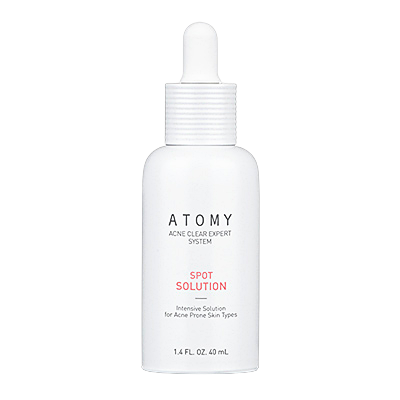 ATOMY
ACNE CLEAR EXPERT
SYSTEM
SPOT
SOLUTION
Intensive Solution
for Acne Prone Skin Types
1.4 FL. OZ. 40 mL